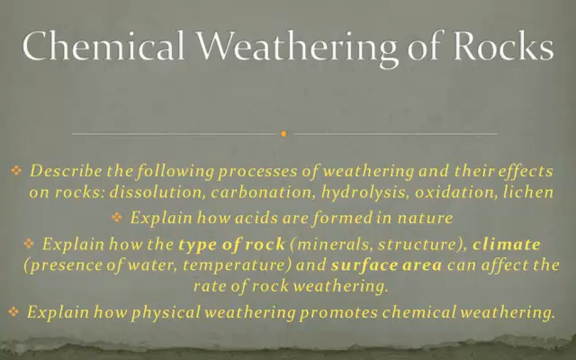 Chemical Weathering of Rocks
❖ Describe the following processes of weathering and their effects
on rocks: dissolution, carbonation, hydrolysis, oxidation, lichen
❖ Explain how acids are formed in nature
❖ Explain how the type of rock (minerals, structure), climate
(presence of water, temperature) and surface area can affect the
rate of rock weathering.
❖ Explain how physical weathering promotes chemical weathering.